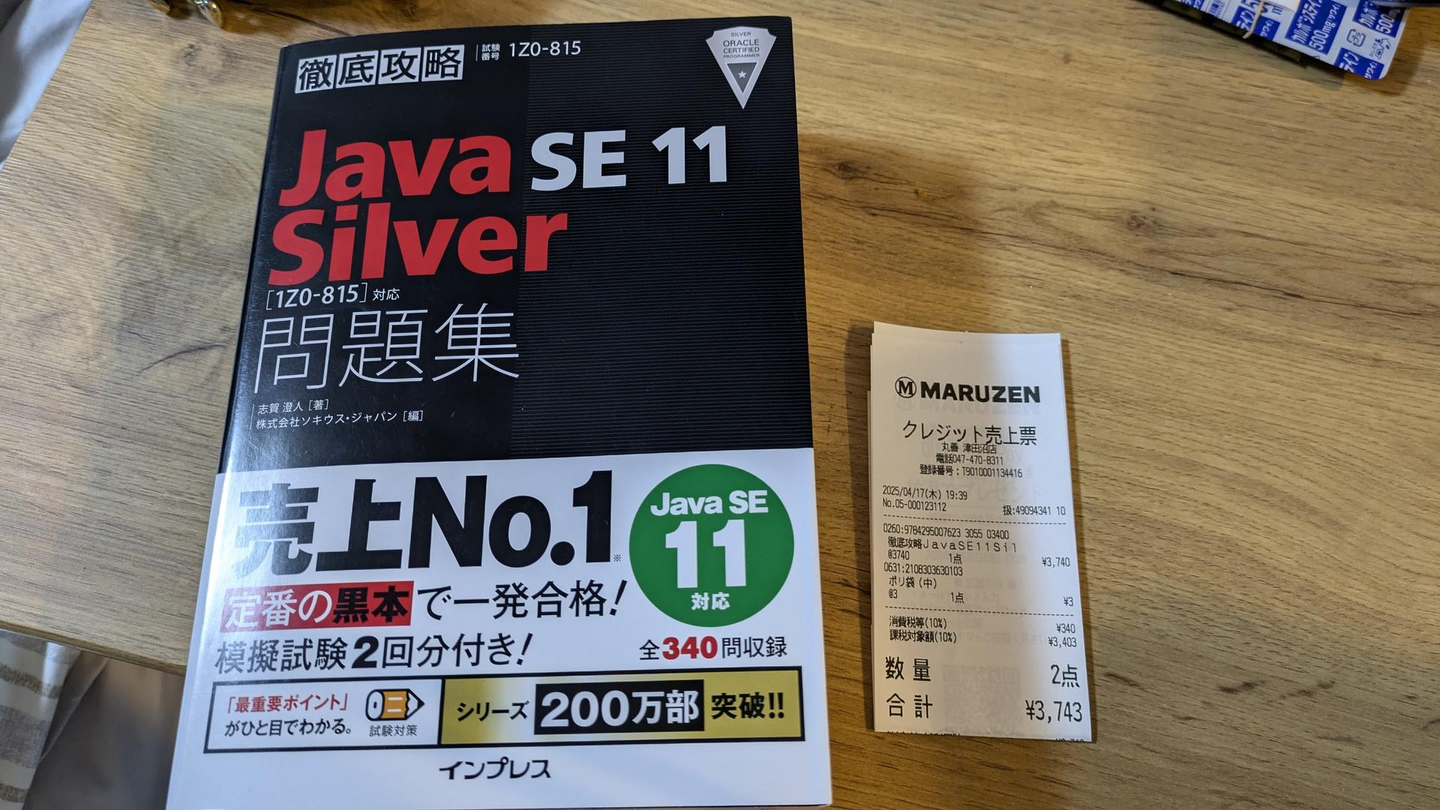 徹底攻略
試験番号 1Z0-815
SILVER
ORACLE
CERTIFIED
PROGRAMMER
Java SE 11
Silver
[1Z0-815] 対応
問題集
志賀 澄人 [著]
株式会社ソキウス・ジャパン [編]
売上No.1※
Java SE
11
対応
定番の黒本で一発合格!
模擬試験2回分付き!
全340問収録
「最重要ポイント」
がひと目でわかる。
試験対策
シリーズ 200万部 突破!!
インプレス
M MARUZEN
クレジット売上票
丸善 津田沼店
電話047-470-8311
登録番号:T9010001134416
2025/04/17(木) 19:39
No.05-000123112 扱:49094341 10
0260:9784295007623 3055 03400
徹底攻略JavaSE11Sil
@3740 1点 ¥3,740
0631:2108303630103
ポリ袋(中)
@3 1点 ¥3
消費税等(10%) ¥340
課税対象額(10%) ¥3,403
数量 2点
合計 ¥3,743
500mg
500mg